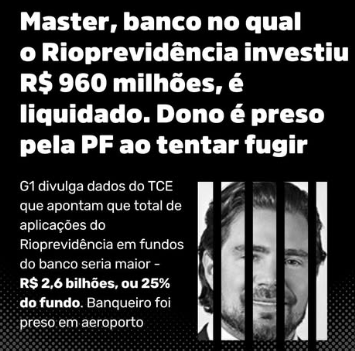 Master, banco no qual
o Rioprevidência investiu
R$ 960 milhões, é
liquidado. Dono é preso
pela PF ao tentar fugir
G1 divulga dados do TCE
que apontam que total de
aplicações do
Rioprevidência em fundos
do banco seria maior -
R$ 2,6 bilhões, ou 25%
do fundo. Banqueiro foi
preso em aeroporto